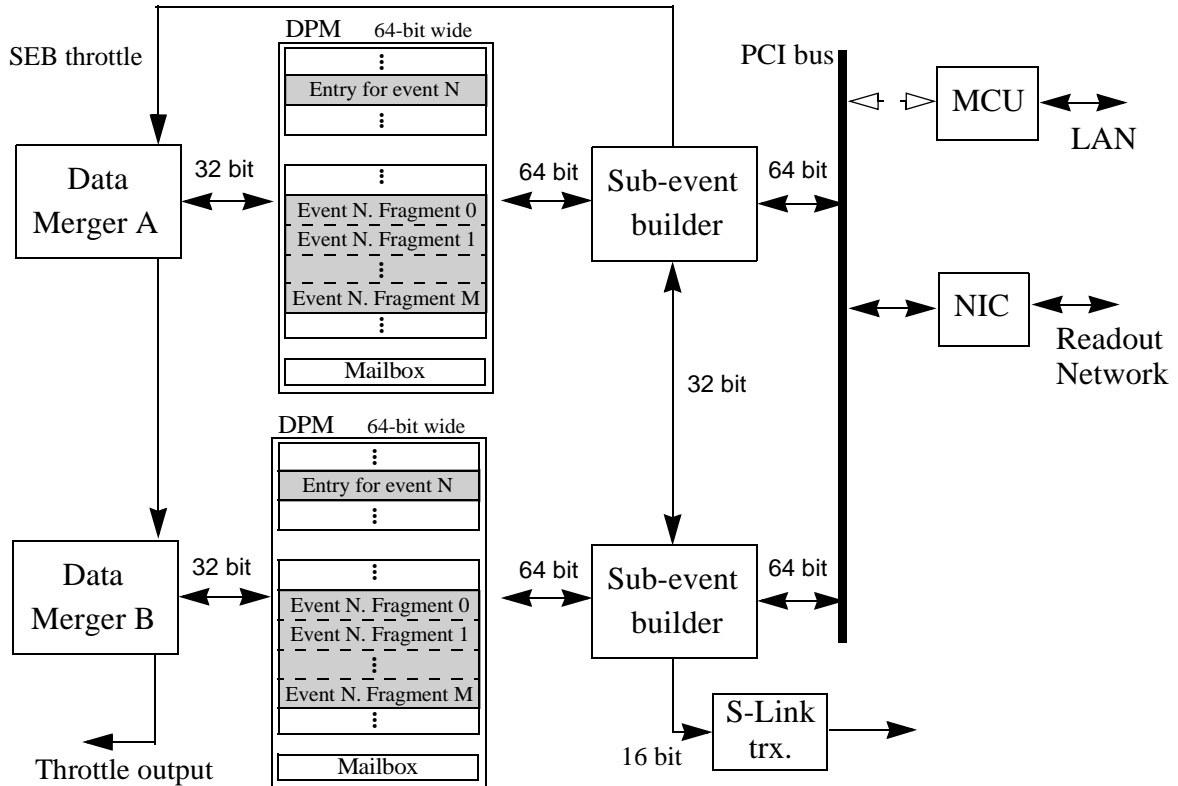 DPM 64-bit wide
SEB throttle
Entry for event N
PCI bus
MCU
LAN
Data
Merger A
32 bit
Event N. Fragment 0
Event N. Fragment 1
Event N. Fragment M
Mailbox
64 bit
Sub-event
builder
64 bit
NIC
Readout
Network
32 bit
DPM 64-bit wide
Entry for event N
Data
Merger B
32 bit
Event N. Fragment 0
Event N. Fragment 1
Event N. Fragment M
Mailbox
64 bit
Sub-event
builder
64 bit
S-Link
trx.
16 bit
Throttle output